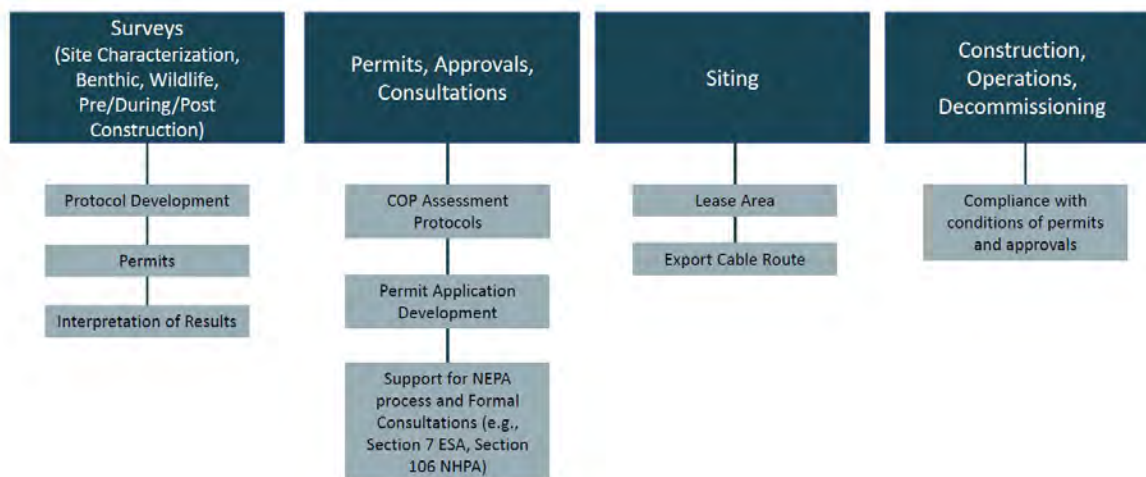 Surveys
(Site Characterization,
Benthic, Wildlife,
Pre/During/Post
Construction)
Protocol Development
Permits
Interpretation of Results
Permits, Approvals,
Consultations
COP Assessment
Protocols
Permit Application
Development
Support for NEPA
process and Formal
Consultations (e.g.,
Section 7 ESA, Section
106 NHPA)
Siting
Lease Area
Export Cable Route
Construction,
Operations,
Decommissioning
Compliance with
conditions of permits
and approvals